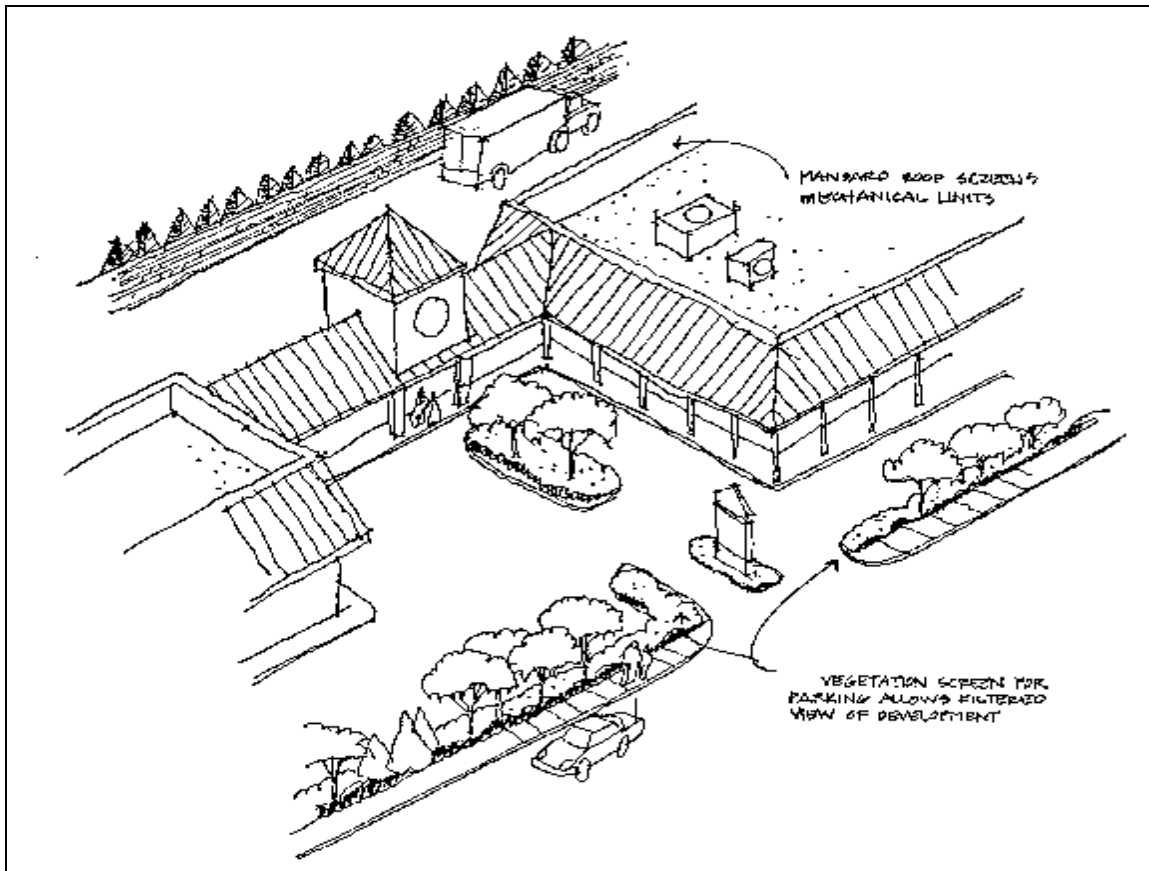 MANSARD ROOF SCREENS
MECHANICAL UNITS
VEGETATION SCREEN FOR
PARKING ALLOWS FILTERED
VIEW OF DEVELOPMENT